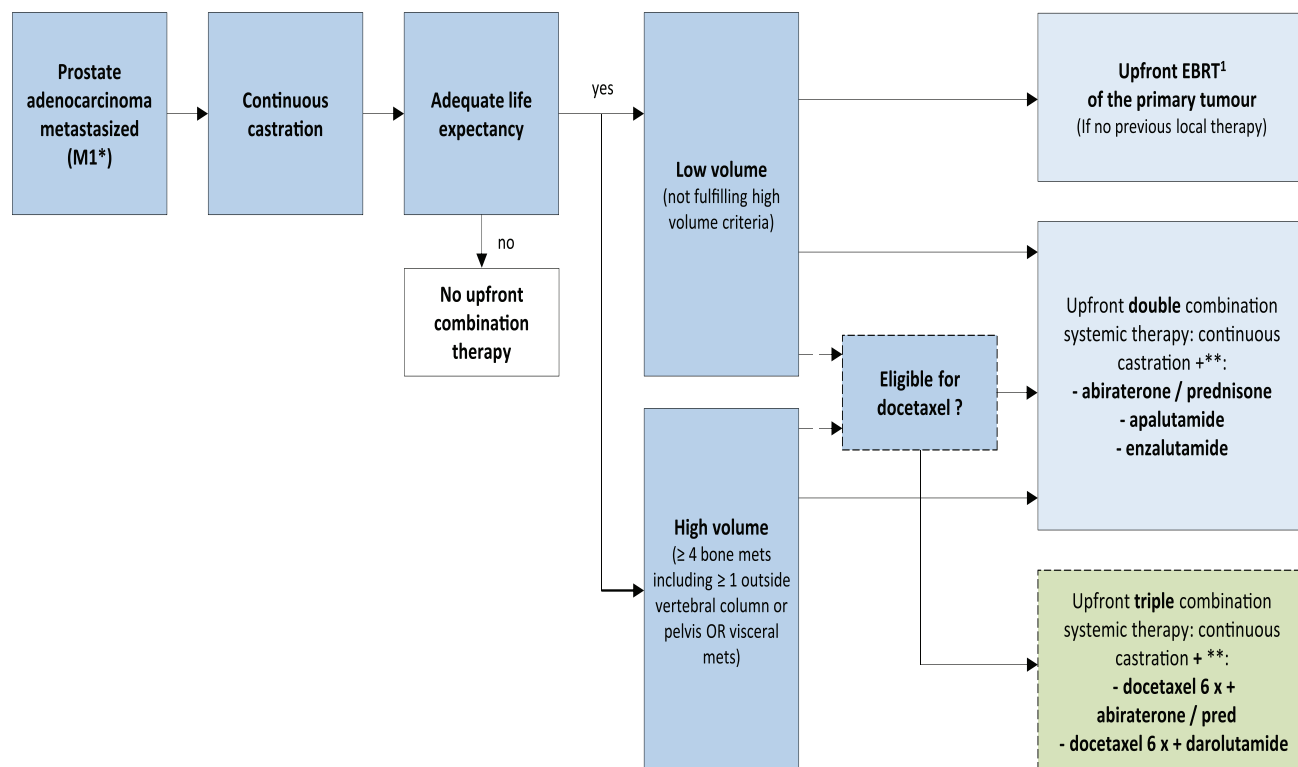 Prostate
adenocarcinoma
metastasized
(M1*)
Continuous
castration
Adequate life
expectancy
yes
no
No upfront
combination
therapy
Low volume
(not fulfilling high
volume criteria)
High volume
(≥ 4 bone mets
including ≥ 1 outside
vertebral column or
pelvis OR visceral
mets)
Eligible for
docetaxel ?
Upfront EBRT¹
of the primary tumour
(If no previous local therapy)
Upfront double combination
systemic therapy: continuous
castration +**:
- abiraterone / prednisone
- apalutamide
- enzalutamide
Upfront triple combination
systemic therapy: continuous
castration + **:
- docetaxel 6 x +
abiraterone / pred
- docetaxel 6 x + darolutamide